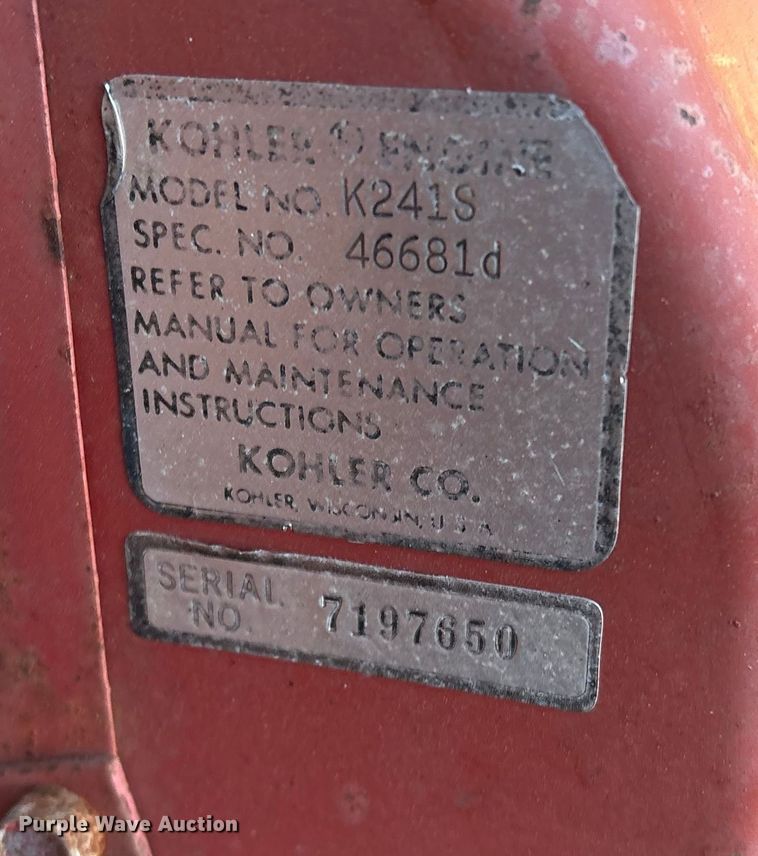 KOHLER ENGINE
MODEL NO. K241S
SPEC. NO. 46681d
REFER TO OWNERS
MANUAL FOR OPERATION
AND MAINTENANCE
INSTRUCTIONS
KOHLER CO.
KOHLER, WISCONSIN, U.S.A.
SERIAL
NO. 7197650
Purple Wave Auction